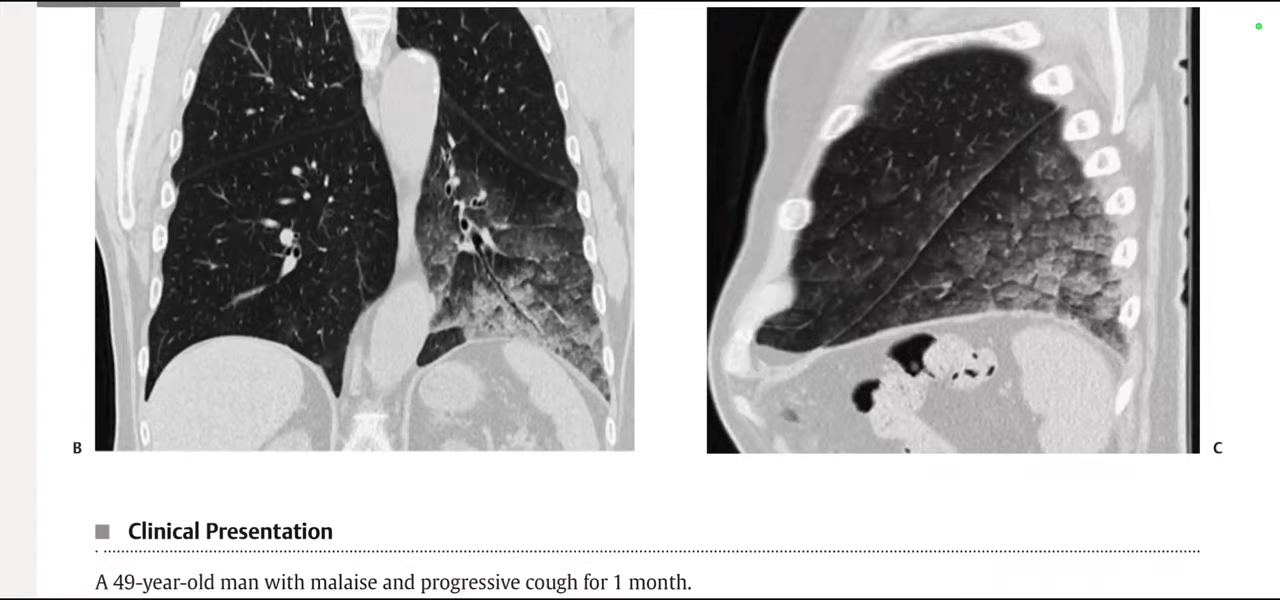 B
C
Clinical Presentation
A 49-year-old man with malaise and progressive cough for 1 month.